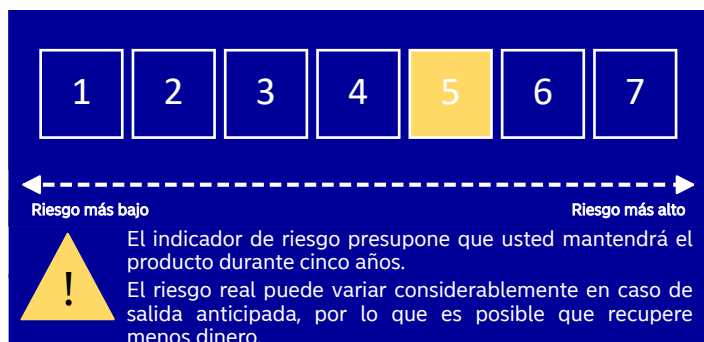 1 2 3 4 5 6 7
Riesgo más bajo Riesgo más alto
! El indicador de riesgo presupone que usted mantendrá el
producto durante cinco años.
El riesgo real puede variar considerablemente en caso de
salida anticipada, por lo que es posible que recupere
menos dinero.